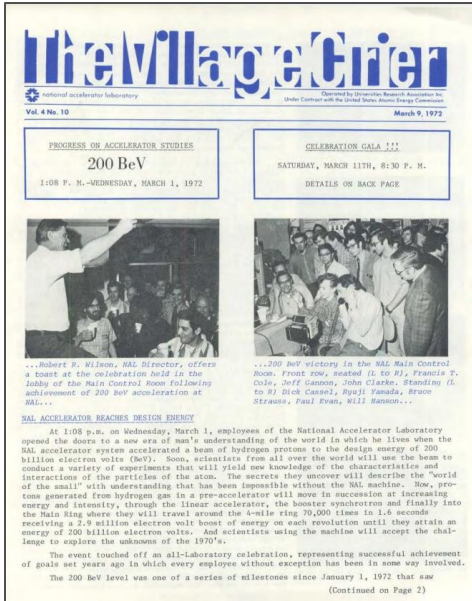 The Village Crier
national accelerator laboratory
Operated by Universities Research Association Inc.
Under Contract with the United States Atomic Energy Commission
Vol. 4 No. 10
March 9, 1972
PROGRESS ON ACCELERATOR STUDIES
200 BeV
1:08 P. M.-WEDNESDAY, MARCH 1, 1972
CELEBRATION GALA !!!
SATURDAY, MARCH 11TH, 8:30 P. M.
DETAILS ON BACK PAGE
...Robert R. Wilson, NAL Director, offers
a toast at the celebration held in the
lobby of the Main Control Room following
achievement of 200 BeV acceleration at
NAL...
...200 BeV victory in the NAL Main Control
Room. Front row, seated (L to R), Francis T.
Cole, Jeff Gannon, John Clarke. Standing (L
to R) Dick Cassel, Ryuji Yamada, Bruce
Strauss, Paul Evan, Will Hanson...
NAL ACCELERATOR REACHES DESIGN ENERGY
At 1:08 p.m. on Wednesday, March 1, employees of the National Accelerator Laboratory
opened the doors to a new era of man's understanding of the world in which he lives when the
NAL accelerator system accelerated a beam of hydrogen protons to the design energy of 200
billion electron volts (BeV). Soon, scientists from all over the world will use the beam to
conduct a variety of experiments that will yield new knowledge of the characteristics and
interactions of the particles of the atom. The secrets they uncover will describe the "world
of the small" with understanding that has been impossible without the NAL machine. Now, pro-
tons generated from hydrogen gas in a pre-accelerator will move in succession at increasing
energy and intensity, through the linear accelerator, the booster synchrotron and finally into
the Main Ring where they will travel around the 4-mile ring 70,000 times in 1.6 seconds
receiving a 2.9 million electron volt boost of energy on each revolution until they attain an
energy of 200 billion electron volts. And scientists using the machine will accept the chal-
lenge to explore the unknowns of the 1970's.
The event touched off an all-Laboratory celebration, representing successful achievement
of goals set years ago in which every employee without exception has been in some way involved.
The 200 BeV level was one of a series of milestones since January 1, 1972 that saw
(Continued on Page 2)